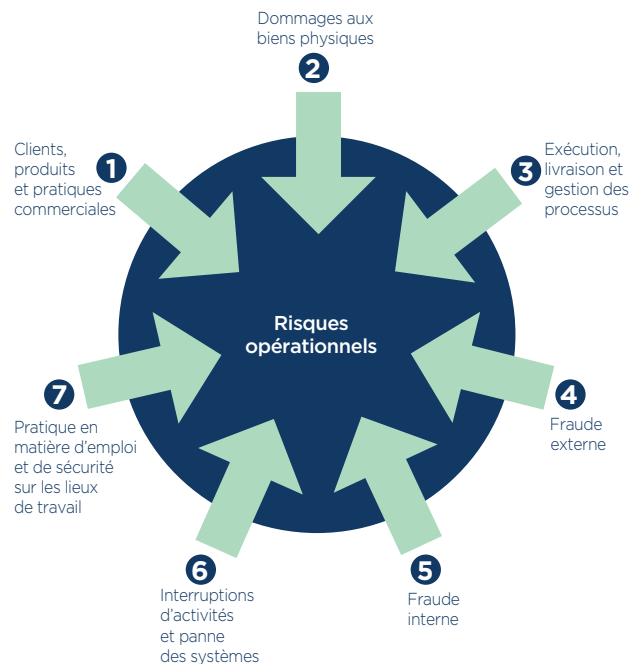 Dommages aux
biens physiques
2
Clients,
produits
et pratiques
commerciales
1
Exécution,
livraison et
gestion des
processus
3
Risques
opérationnels
4
Fraude
externe
5
Fraude
interne
6
Interruptions
d'activités
et panne
des systèmes
7
Pratique en
matière d'emploi
et de sécurité
sur les lieux
de travail